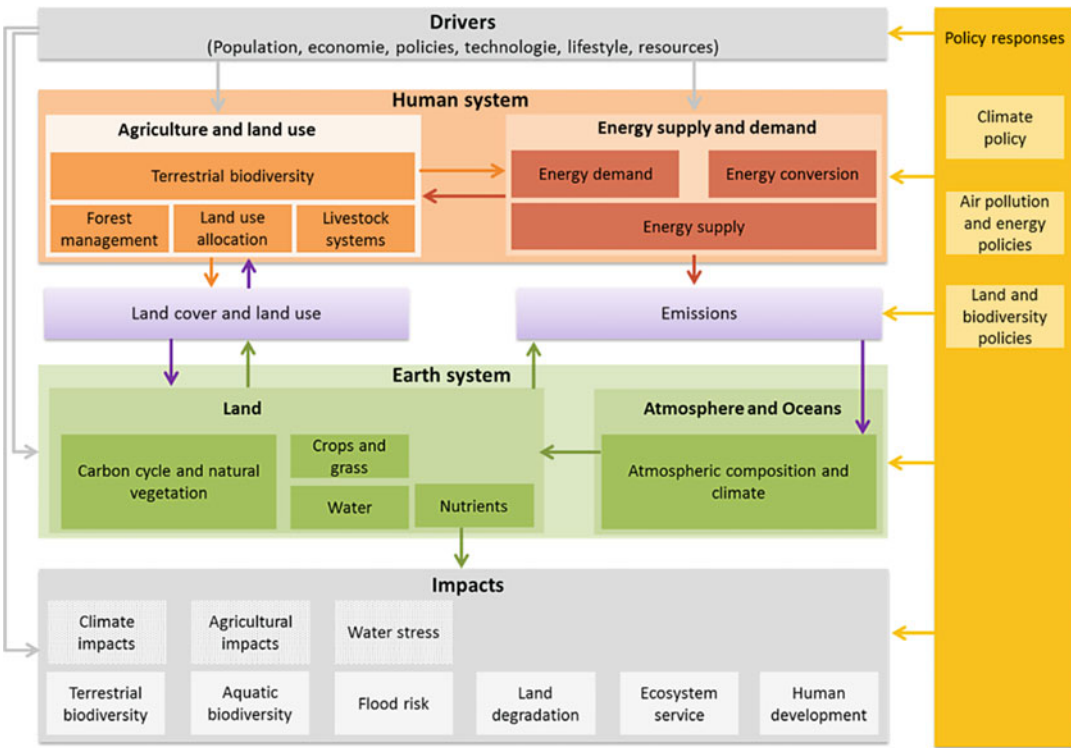 Drivers
(Population, economie, policies, technologie, lifestyle, resources)
Policy responses
Human system
Agriculture and land use
Energy supply and demand
Climate
policy
Terrestrial biodiversity
Energy demand
Energy conversion
Forest
management
Land use
allocation
Livestock
systems
Energy supply
Air pollution
and energy
policies
Land cover and land use
Emissions
Land and
biodiversity
policies
Earth system
Land
Atmosphere and Oceans
Carbon cycle and natural
vegetation
Crops and
grass
Water
Nutrients
Atmospheric composition and
climate
Impacts
Climate
impacts
Agricultural
impacts
Water stress
Terrestrial
biodiversity
Aquatic
biodiversity
Flood risk
Land
degradation
Ecosystem
service
Human
development